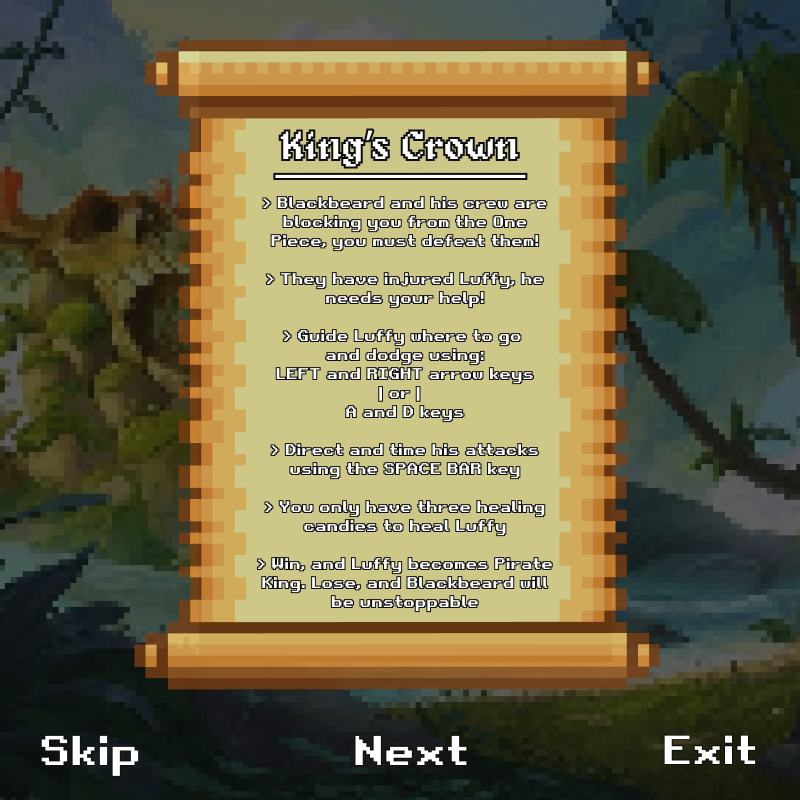 King's Crown
> Blackbeard and his crew are
blocking you from the One
Piece, you must defeat them!
> They have injured Luffy, he
needs your help!
> Guide Luffy where to go
and dodge using:
LEFT and RIGHT arrow keys
| or |
A and D keys
> Direct and time his attacks
using the SPACE BAR key
> You only have three healing
candies to heal Luffy
> Win, and Luffy becomes Pirate
King. Lose, and Blackbeard will
be unstoppable
Skip Next Exit